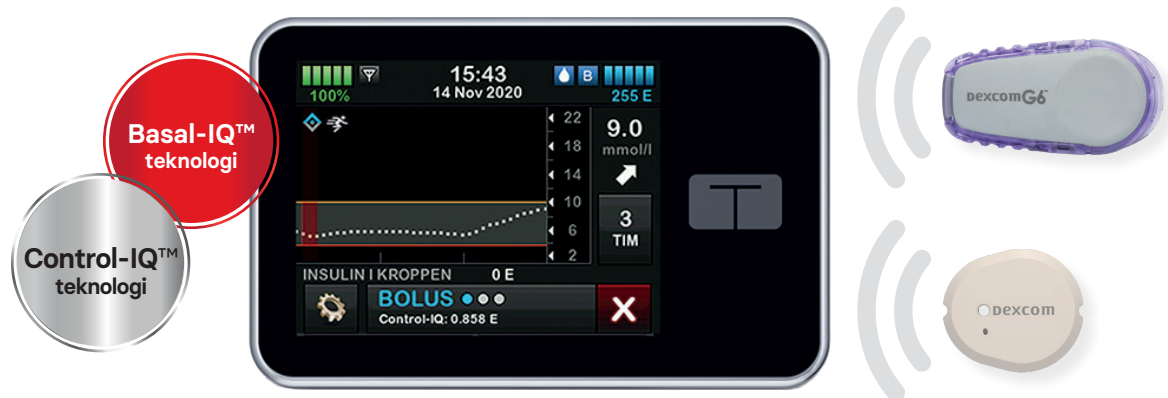 Basal-IQ™
teknologi
Control-IQ™
teknologi
100%
15:43
14 Nov 2020
B
255 E
22
18
14
10
6
2
9.0
mmol/l
3
TIM
INSULIN I KROPPEN 0 E
BOLUS
Control-IQ: 0.858 E
X
Dexcom G6
Dexcom